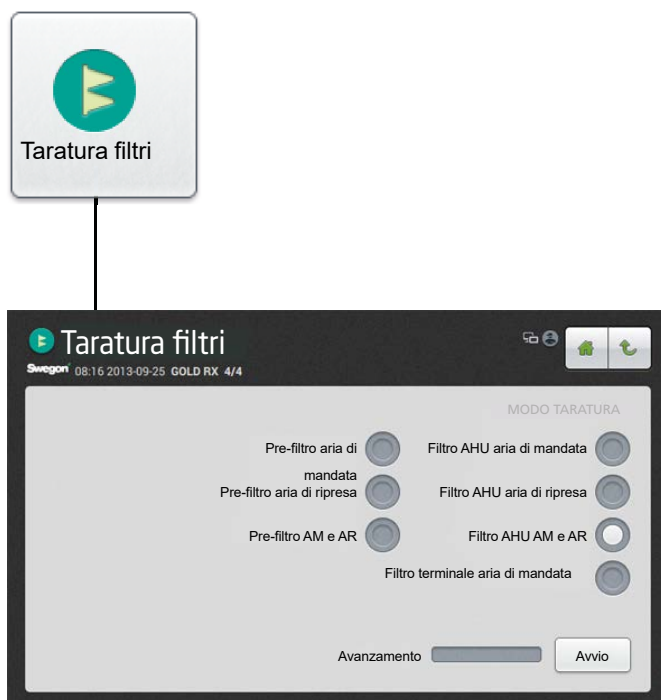 Taratura filtri
Taratura filtri
Swegon 08:16 2013-09-25 GOLD RX 4/4
MODO TARATURA
Pre-filtro aria di mandata
Filtro AHU aria di mandata
Pre-filtro aria di ripresa
Filtro AHU aria di ripresa
Pre-filtro AM e AR
Filtro AHU AM e AR
Filtro terminale aria di mandata
Avanzamento
Avvio